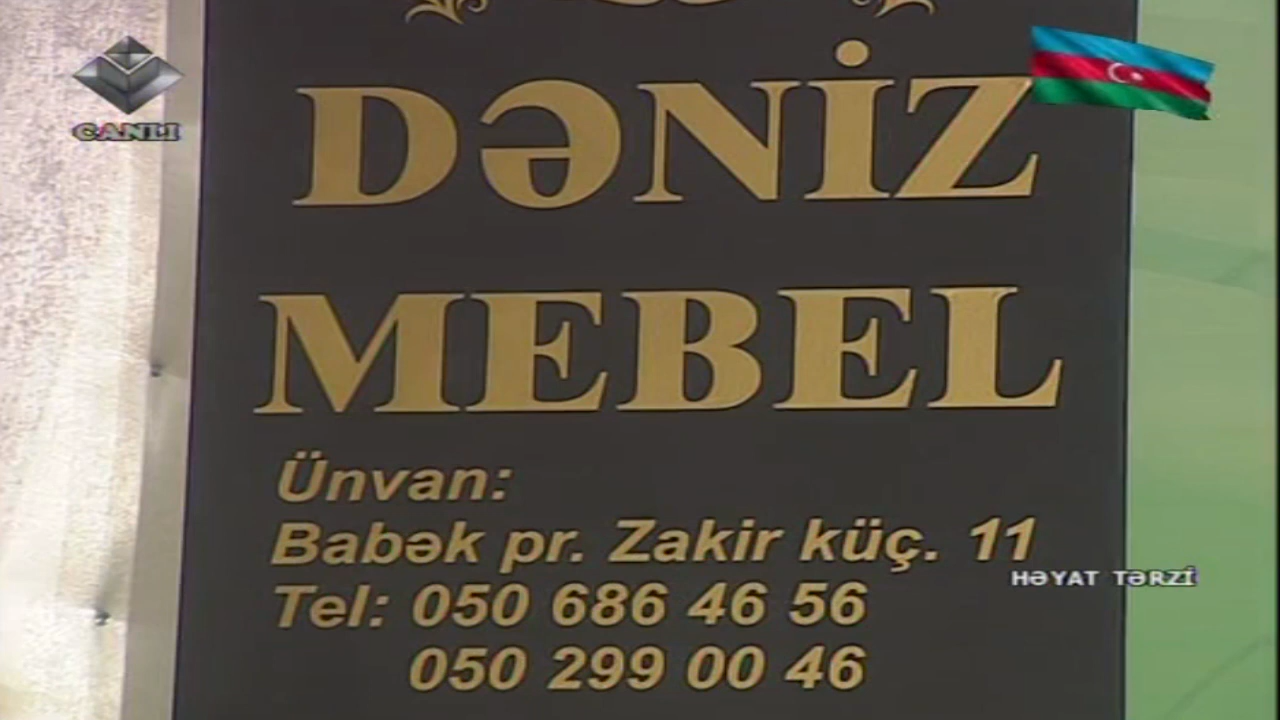 CANLI
DƏNİZ
MEBEL
Ünvan:
Babək pr. Zakir küç. 11
HƏYAT TƏRZİ
Tel: 050 686 46 56
050 299 00 46